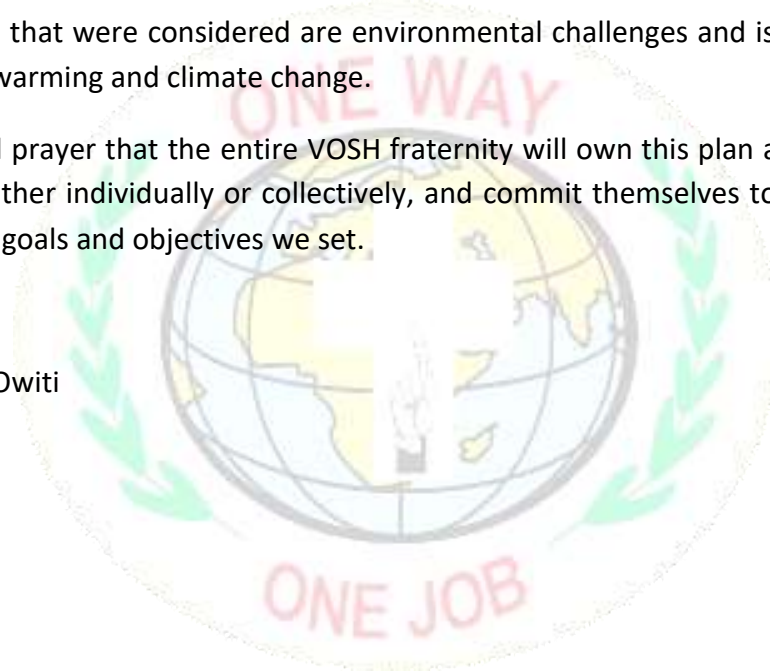 that were considered are environmental challenges and is
warming and climate change.
prayer that the entire VOSH fraternity will own this plan a
ther individually or collectively, and commit themselves to
goals and objectives we set.
Owiti
ONE WAY
ONE JOB